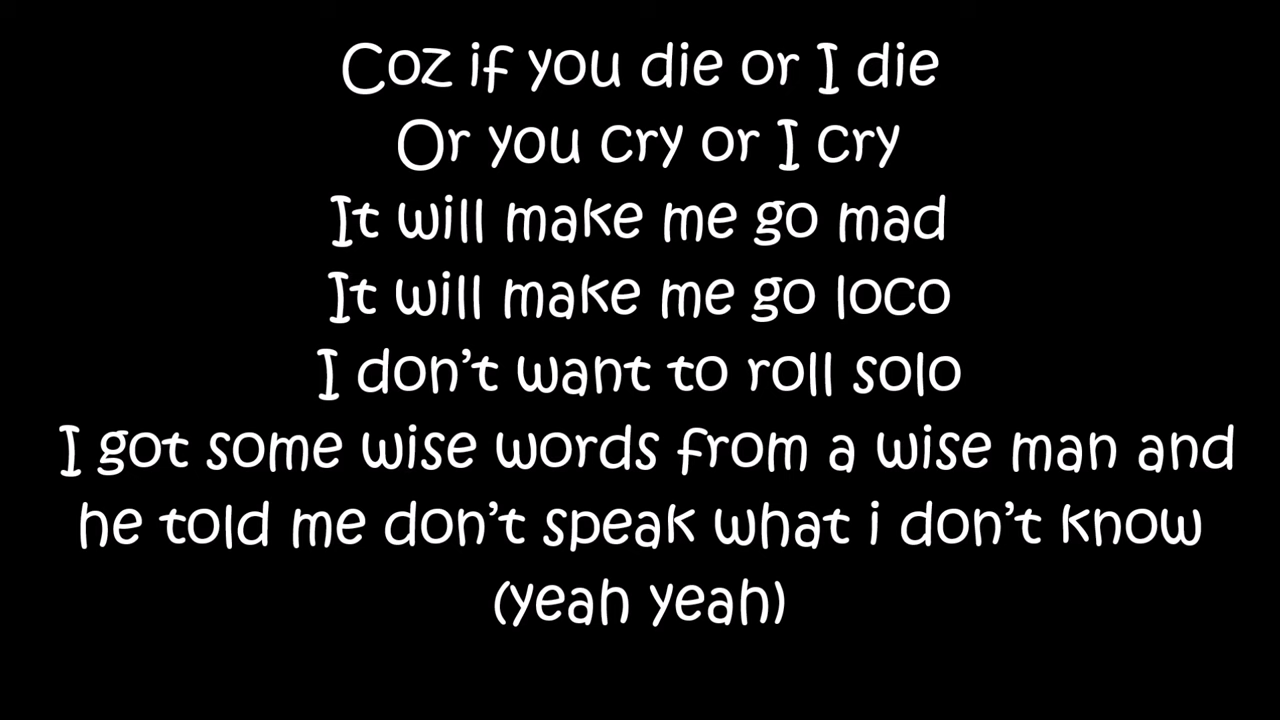 Coz if you die or I die
Or you cry or I cry
It will make me go mad
It will make me go loco
I don't want to roll solo
I got some wise words from a wise man and
he told me don't speak what i don't know
(yeah yeah)